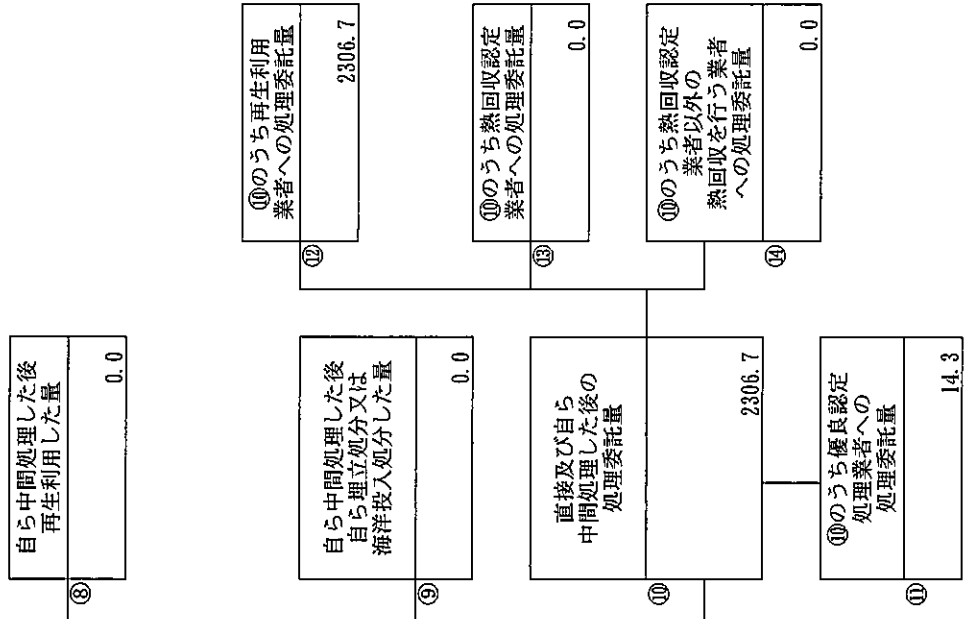 自ら中間処理した後
再生利用した量
⑧
0.0
自ら中間処理した後
自ら埋立処分又は
海洋投入処分した量
⑨
0.0
直接及び自ら
中間処理した後の
処理委託量
⑩
2306.7
⑩のうち優良認定
処理業者への
処理委託量
⑪
14.3
⑩のうち再生利用
業者への処理委託量
⑫
2306.7
⑩のうち熱回収認定
業者への処理委託量
⑬
0.0
⑩のうち熱回収認定
業者以外の
熱回収を行う業者
への処理委託量
⑭
0.0